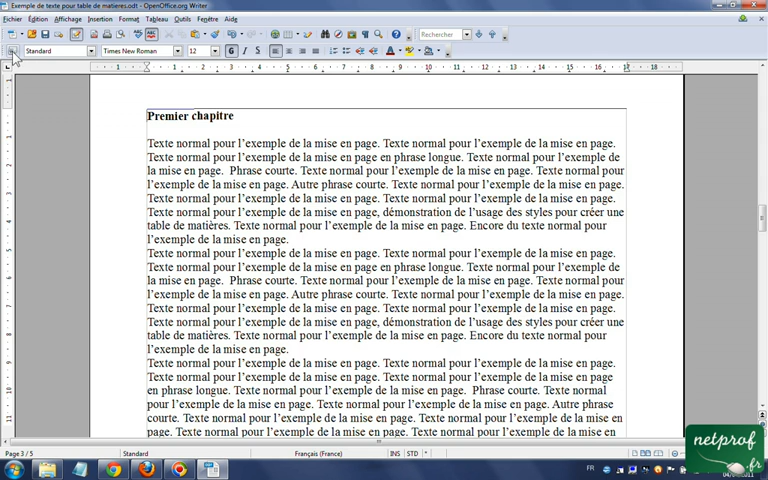 Exemple de texte pour table de matieres.odt - OpenOffice.org Writer
Fichier Édition Affichage Insertion Format Tableau Outils Fenêtre Aide
Rechercher
Standard Times New Roman 12 G I S
1 1 2 3 4 5 6 7 8 9 10 11 12 13 14 15 16 17 18
Premier chapitre
Texte normal pour l'exemple de la mise en page. Texte normal pour l'exemple de la mise en page.
Texte normal pour l'exemple de la mise en page en phrase longue. Texte normal pour l'exemple de
la mise en page. Phrase courte. Texte normal pour l'exemple de la mise en page. Texte normal pour
l'exemple de la mise en page. Autre phrase courte. Texte normal pour l'exemple de la mise en page.
Texte normal pour l'exemple de la mise en page. Texte normal pour l'exemple de la mise en page.
Texte normal pour l'exemple de la mise en page, démonstration de l'usage des styles pour créer une
table de matières. Texte normal pour l'exemple de la mise en page. Encore du texte normal pour
l'exemple de la mise en page.
Texte normal pour l'exemple de la mise en page. Texte normal pour l'exemple de la mise en page.
Texte normal pour l'exemple de la mise en page en phrase longue. Texte normal pour l'exemple de
la mise en page. Phrase courte. Texte normal pour l'exemple de la mise en page. Texte normal pour
l'exemple de la mise en page. Autre phrase courte. Texte normal pour l'exemple de la mise en page.
Texte normal pour l'exemple de la mise en page. Texte normal pour l'exemple de la mise en page.
Texte normal pour l'exemple de la mise en page, démonstration de l'usage des styles pour créer une
table de matières. Texte normal pour l'exemple de la mise en page. Encore du texte normal pour
l'exemple de la mise en page.
Texte normal pour l'exemple de la mise en page. Texte normal pour l'exemple de la mise en page.
Texte normal pour l'exemple de la mise en page. Texte normal pour l'exemple de la mise en page
en phrase longue. Texte normal pour l'exemple de la mise en page. Phrase courte. Texte normal
pour l'exemple de la mise en page. Texte normal pour l'exemple de la mise en page. Autre phrase
courte. Texte normal pour l'exemple de la mise en page. Texte normal pour l'exemple de la mise en
page. Texte normal pour l'exemple de la mise en page. Texte normal pour l'exemple de la mise en
Page 3 / 5 Standard Français (France) INS STD *
netprof.fr
FR